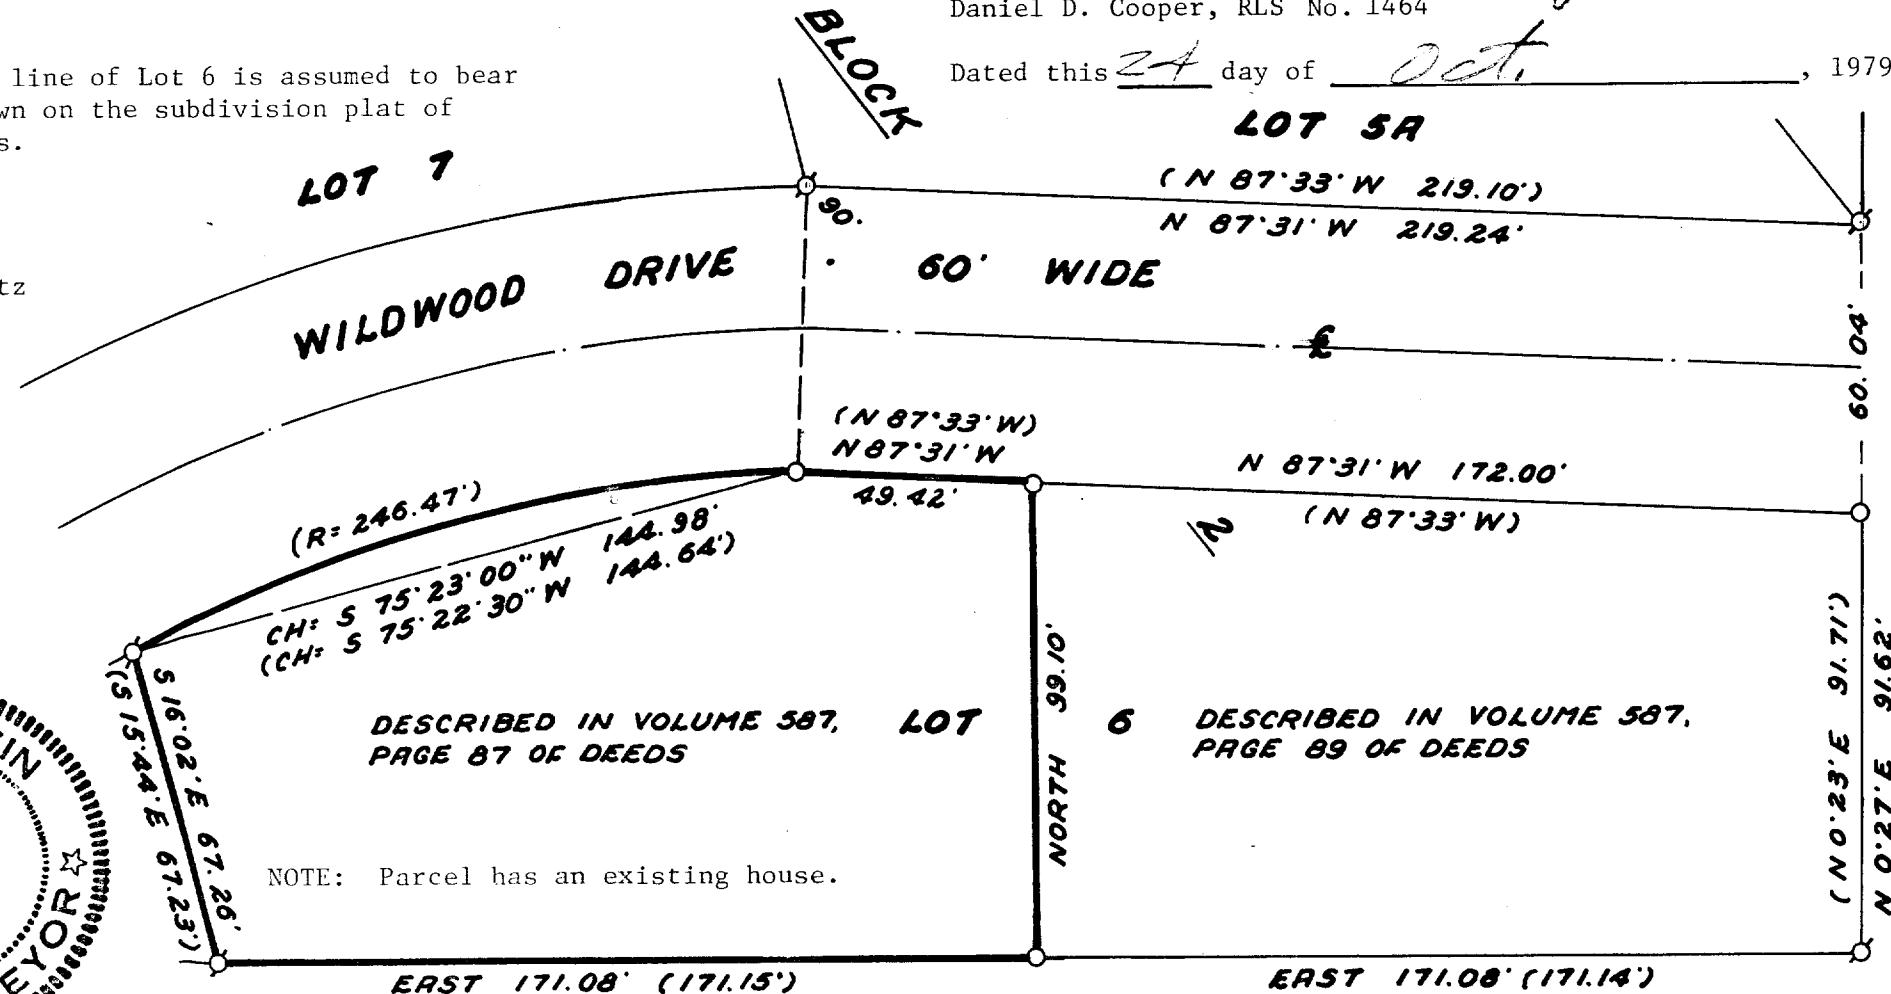 Daniel D. Cooper, RLS No. 1464
Dated this 24 day of Oct. , 1979
line of Lot 6 is assumed to bear
wn on the subdivision plat of
s.
tz
BLOCK
LOT 7
LOT 5A
(N 87°33' W 219.10')
N 87°31' W 219.24'
90.
WILDWOOD DRIVE 60' WIDE
℄
60.04'
(N 87°33' W)
N 87°31' W
49.42'
N 87°31' W 172.00'
(N 87°33' W)
2
(R= 246.47')
CH= S 75°23'00" W 144.98'
(CH= S 75°22'30" W 144.64')
S 16°02' E 67.26'
(S 15°44' E 67.23')
DESCRIBED IN VOLUME 587,
PAGE 87 OF DEEDS
LOT 6
NORTH 99.10'
DESCRIBED IN VOLUME 587,
PAGE 89 OF DEEDS
(N 0°23' E 91.71')
N 0°27' E 91.62'
NOTE: Parcel has an existing house.
EAST 171.08' (171.15')
EAST 171.08' (171.14')
IN
EYOR